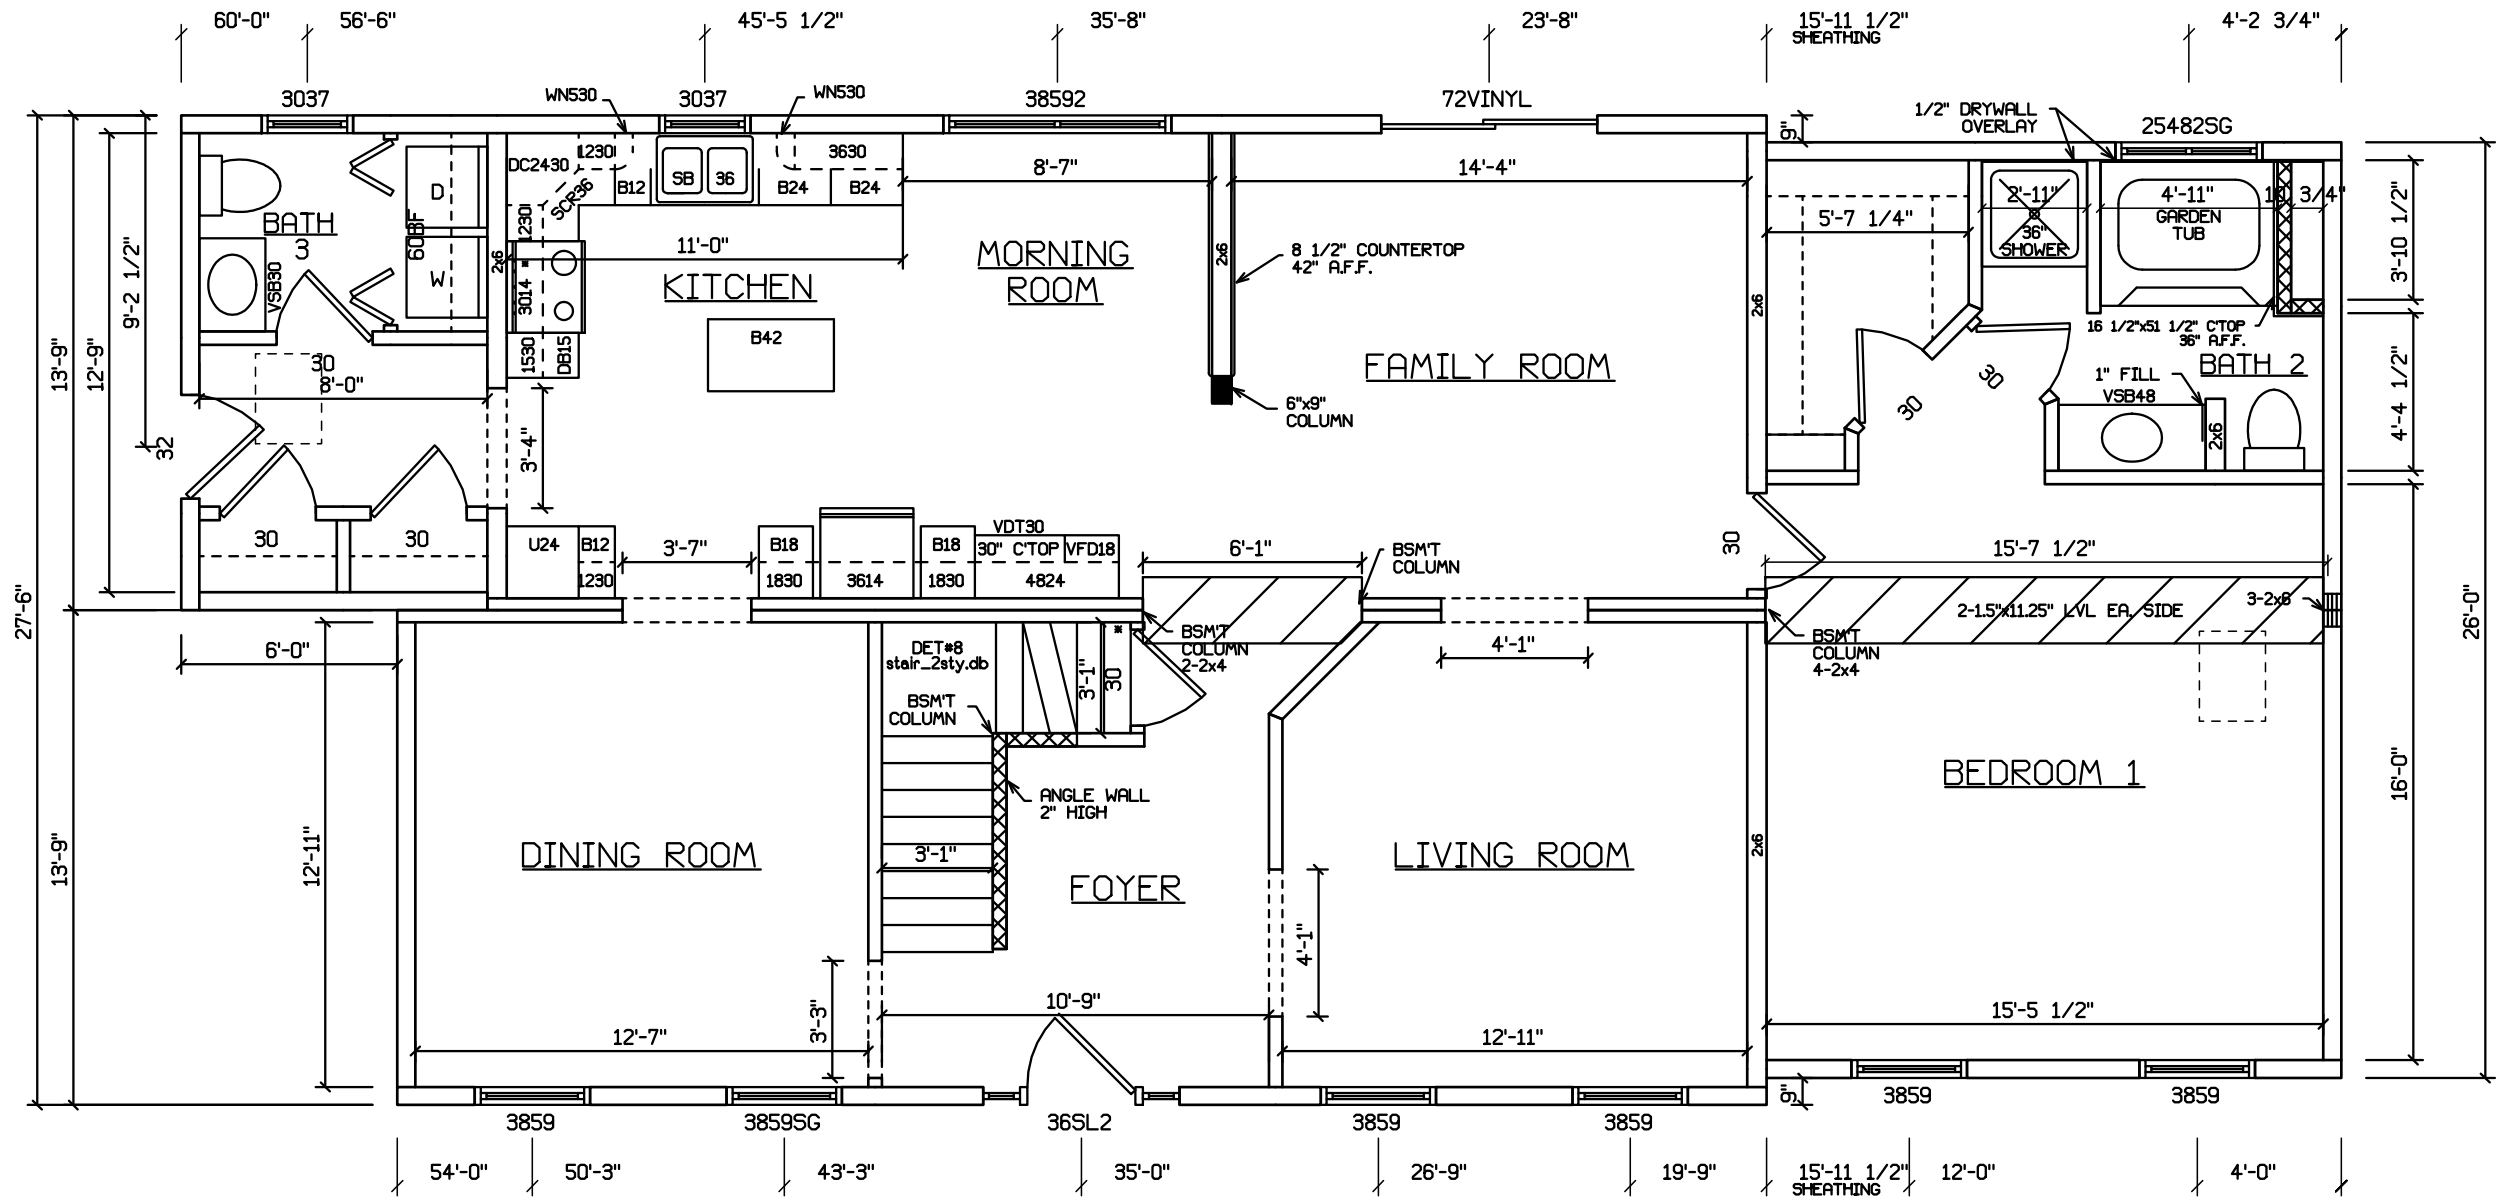 60'-0"
56'-6"
45'-5 1/2"
35'-8"
23'-8"
15'-11 1/2"
SHEATHING
4'-2 3/4"
3037
WN530
3037
WN530
38592
72VINYL
9"
1/2" DRYWALL
OVERLAY
25482SG
DC2430
1230
SB
36
3630
B12
B24
B24
SCR36
8'-7"
14'-4"
2'-11"
4'-11"
10 3/4"
D
BATH
3
60BF
W
VSB30
2x6
1230
3014
*
11'-0"
KITCHEN
MORNING
ROOM
2x6
8 1/2" COUNTERTOP
42" A.F.F.
5'-7 1/4"
36"
SHOWER
GARDEN
TUB
3'-10 1/2"
9'-2 1/2"
2x6
B42
1530
DB15
16 1/2"x51 1/2" C'TOP
36" A.F.F.
BATH 2
13'-9"
12'-9"
30
8'-0"
FAMILY ROOM
6"x9"
COLUMN
30
30
1" FILL
VSB48
2x6
4'-4 1/2"
32
3'-4"
30
30
U24
B12
1230
3'-7"
B18
1830
3614
B18
1830
VDT30
30" C'TOP
VFD18
4824
6'-1"
BSM'T
COLUMN
30
15'-7 1/2"
27'-6"
2-1.5"x11.25" LVL EA. SIDE
3-2x6
26'-0"
6'-0"
DET#8
stair_2sty.db
3'-1"
30
*
BSM'T
COLUMN
2-2x4
4'-1"
BSM'T
COLUMN
4-2x4
BSM'T
COLUMN
ANGLE WALL
2" HIGH
BEDROOM 1
16'-0"
13'-9"
12'-11"
DINING ROOM
3'-1"
FOYER
LIVING ROOM
2x6
4'-1"
3'-3"
10'-9"
12'-7"
12'-11"
15'-5 1/2"
9"
3859
3859SG
36SL2
3859
3859
3859
3859
54'-0"
50'-3"
43'-3"
35'-0"
26'-9"
19'-9"
15'-11 1/2"
SHEATHING
12'-0"
4'-0"